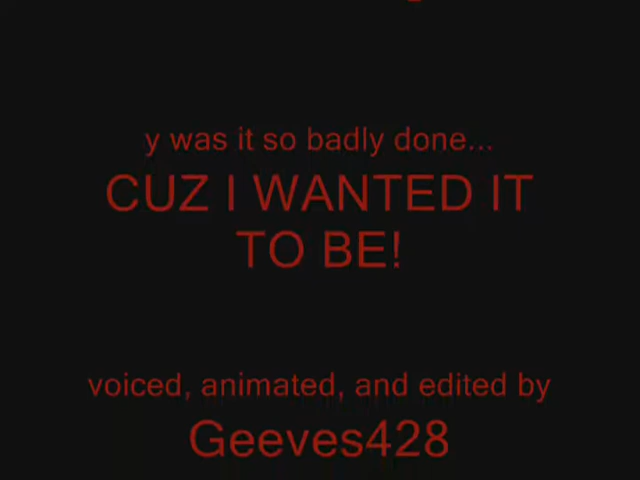 y was it so badly done...
CUZ I WANTED IT
TO BE!
voiced, animated, and edited by
Geeves428